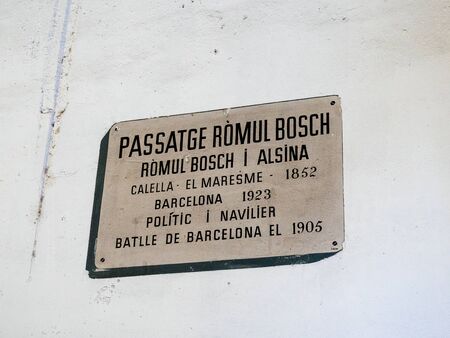 PASSATGE RÒMUL BOSCH
RÒMUL BOSCH I ALSINA
CALELLA - EL MARESME - 1852
BARCELONA 1923
POLÍTIC I NAVILIER
BATLLE DE BARCELONA EL 1905